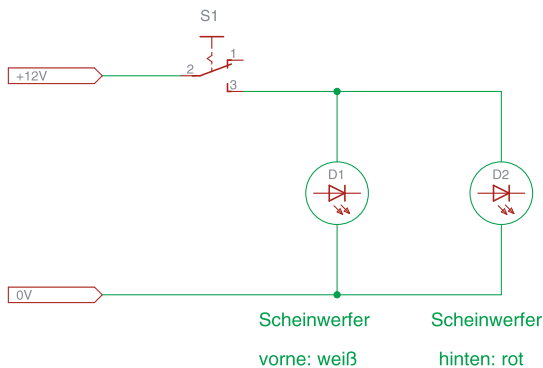 S1
1
2
+12V
3
D1
D2
0V
Scheinwerfer
Scheinwerfer
vorne: weiß
hinten: rot